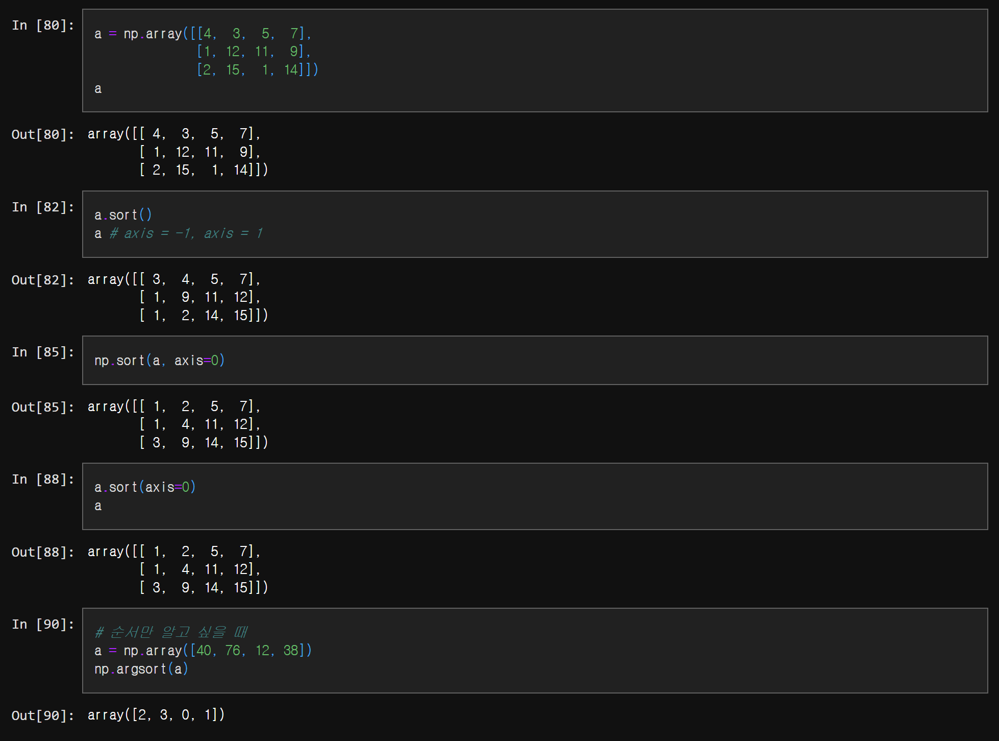 In [80]:
a = np.array([[4,  3,  5,  7],
              [1, 12, 11,  9],
              [2, 15,  1, 14]])
a
Out[80]:
array([[ 4,  3,  5,  7],
       [ 1, 12, 11,  9],
       [ 2, 15,  1, 14]])
In [82]:
a.sort()
a # axis = -1, axis = 1
Out[82]:
array([[ 3,  4,  5,  7],
       [ 1,  9, 11, 12],
       [ 1,  2, 14, 15]])
In [85]:
np.sort(a, axis=0)
Out[85]:
array([[ 1,  2,  5,  7],
       [ 1,  4, 11, 12],
       [ 3,  9, 14, 15]])
In [88]:
a.sort(axis=0)
a
Out[88]:
array([[ 1,  2,  5,  7],
       [ 1,  4, 11, 12],
       [ 3,  9, 14, 15]])
In [90]:
# 순서만 알고 싶을 때
a = np.array([40, 76, 12, 38])
np.argsort(a)
Out[90]:
array([2, 3, 0, 1])